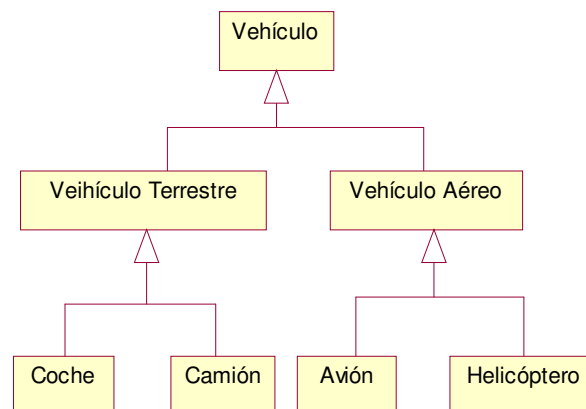 Vehículo
Veihículo Terrestre
Vehículo Aéreo
Coche
Camión
Avión
Helicóptero